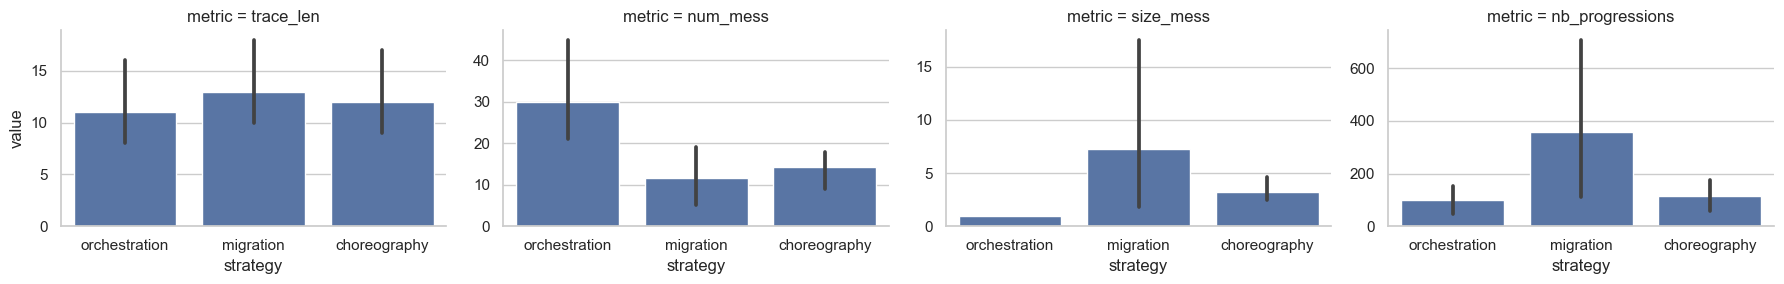 metric = trace_len
value
15
10
5
0
orchestration migration choreography
strategy
metric = num_mess
40
30
20
10
0
orchestration migration choreography
strategy
metric = size_mess
15
10
5
0
orchestration migration choreography
strategy
metric = nb_progressions
600
400
200
0
orchestration migration choreography
strategy